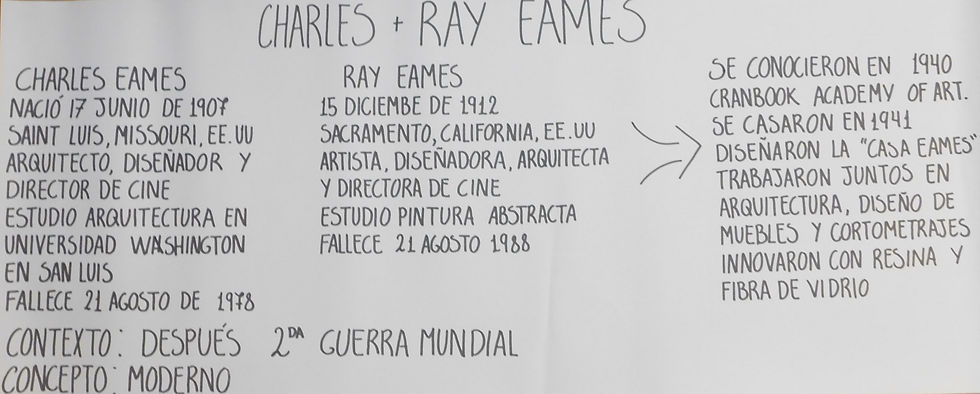 CHARLES + RAY EAMES
CHARLES EAMES
NACIÓ 17 JUNIO DE 1907
SAINT LUIS, MISSOURI, EE.UU
ARQUITECTO, DISEÑADOR Y
DIRECTOR DE CINE
ESTUDIO ARQUITECTURA EN
UNIVERSIDAD WASHINGTON
EN SAN LUIS
FALLECE 21 AGOSTO DE 1978
RAY EAMES
15 DICIEMBE DE 1912
SACRAMENTO, CALIFORNIA, EE.UU
ARTISTA, DISEÑADORA, ARQUITECTA
Y DIRECTORA DE CINE
ESTUDIO PINTURA ABSTRACTA
FALLECE 21 AGOSTO 1988
SE CONOCIERON EN 1940
CRANBOOK ACADEMY OF ART.
SE CASARON EN 1941
DISEÑARON LA "CASA EAMES"
TRABAJARON JUNTOS EN
ARQUITECTURA, DISEÑO DE
MUEBLES Y CORTOMETRAJES
INNOVARON CON RESINA Y
FIBRA DE VIDRIO
CONTEXTO: DESPUÉS 2DA GUERRA MUNDIAL
CONCEPTO: MODERNO